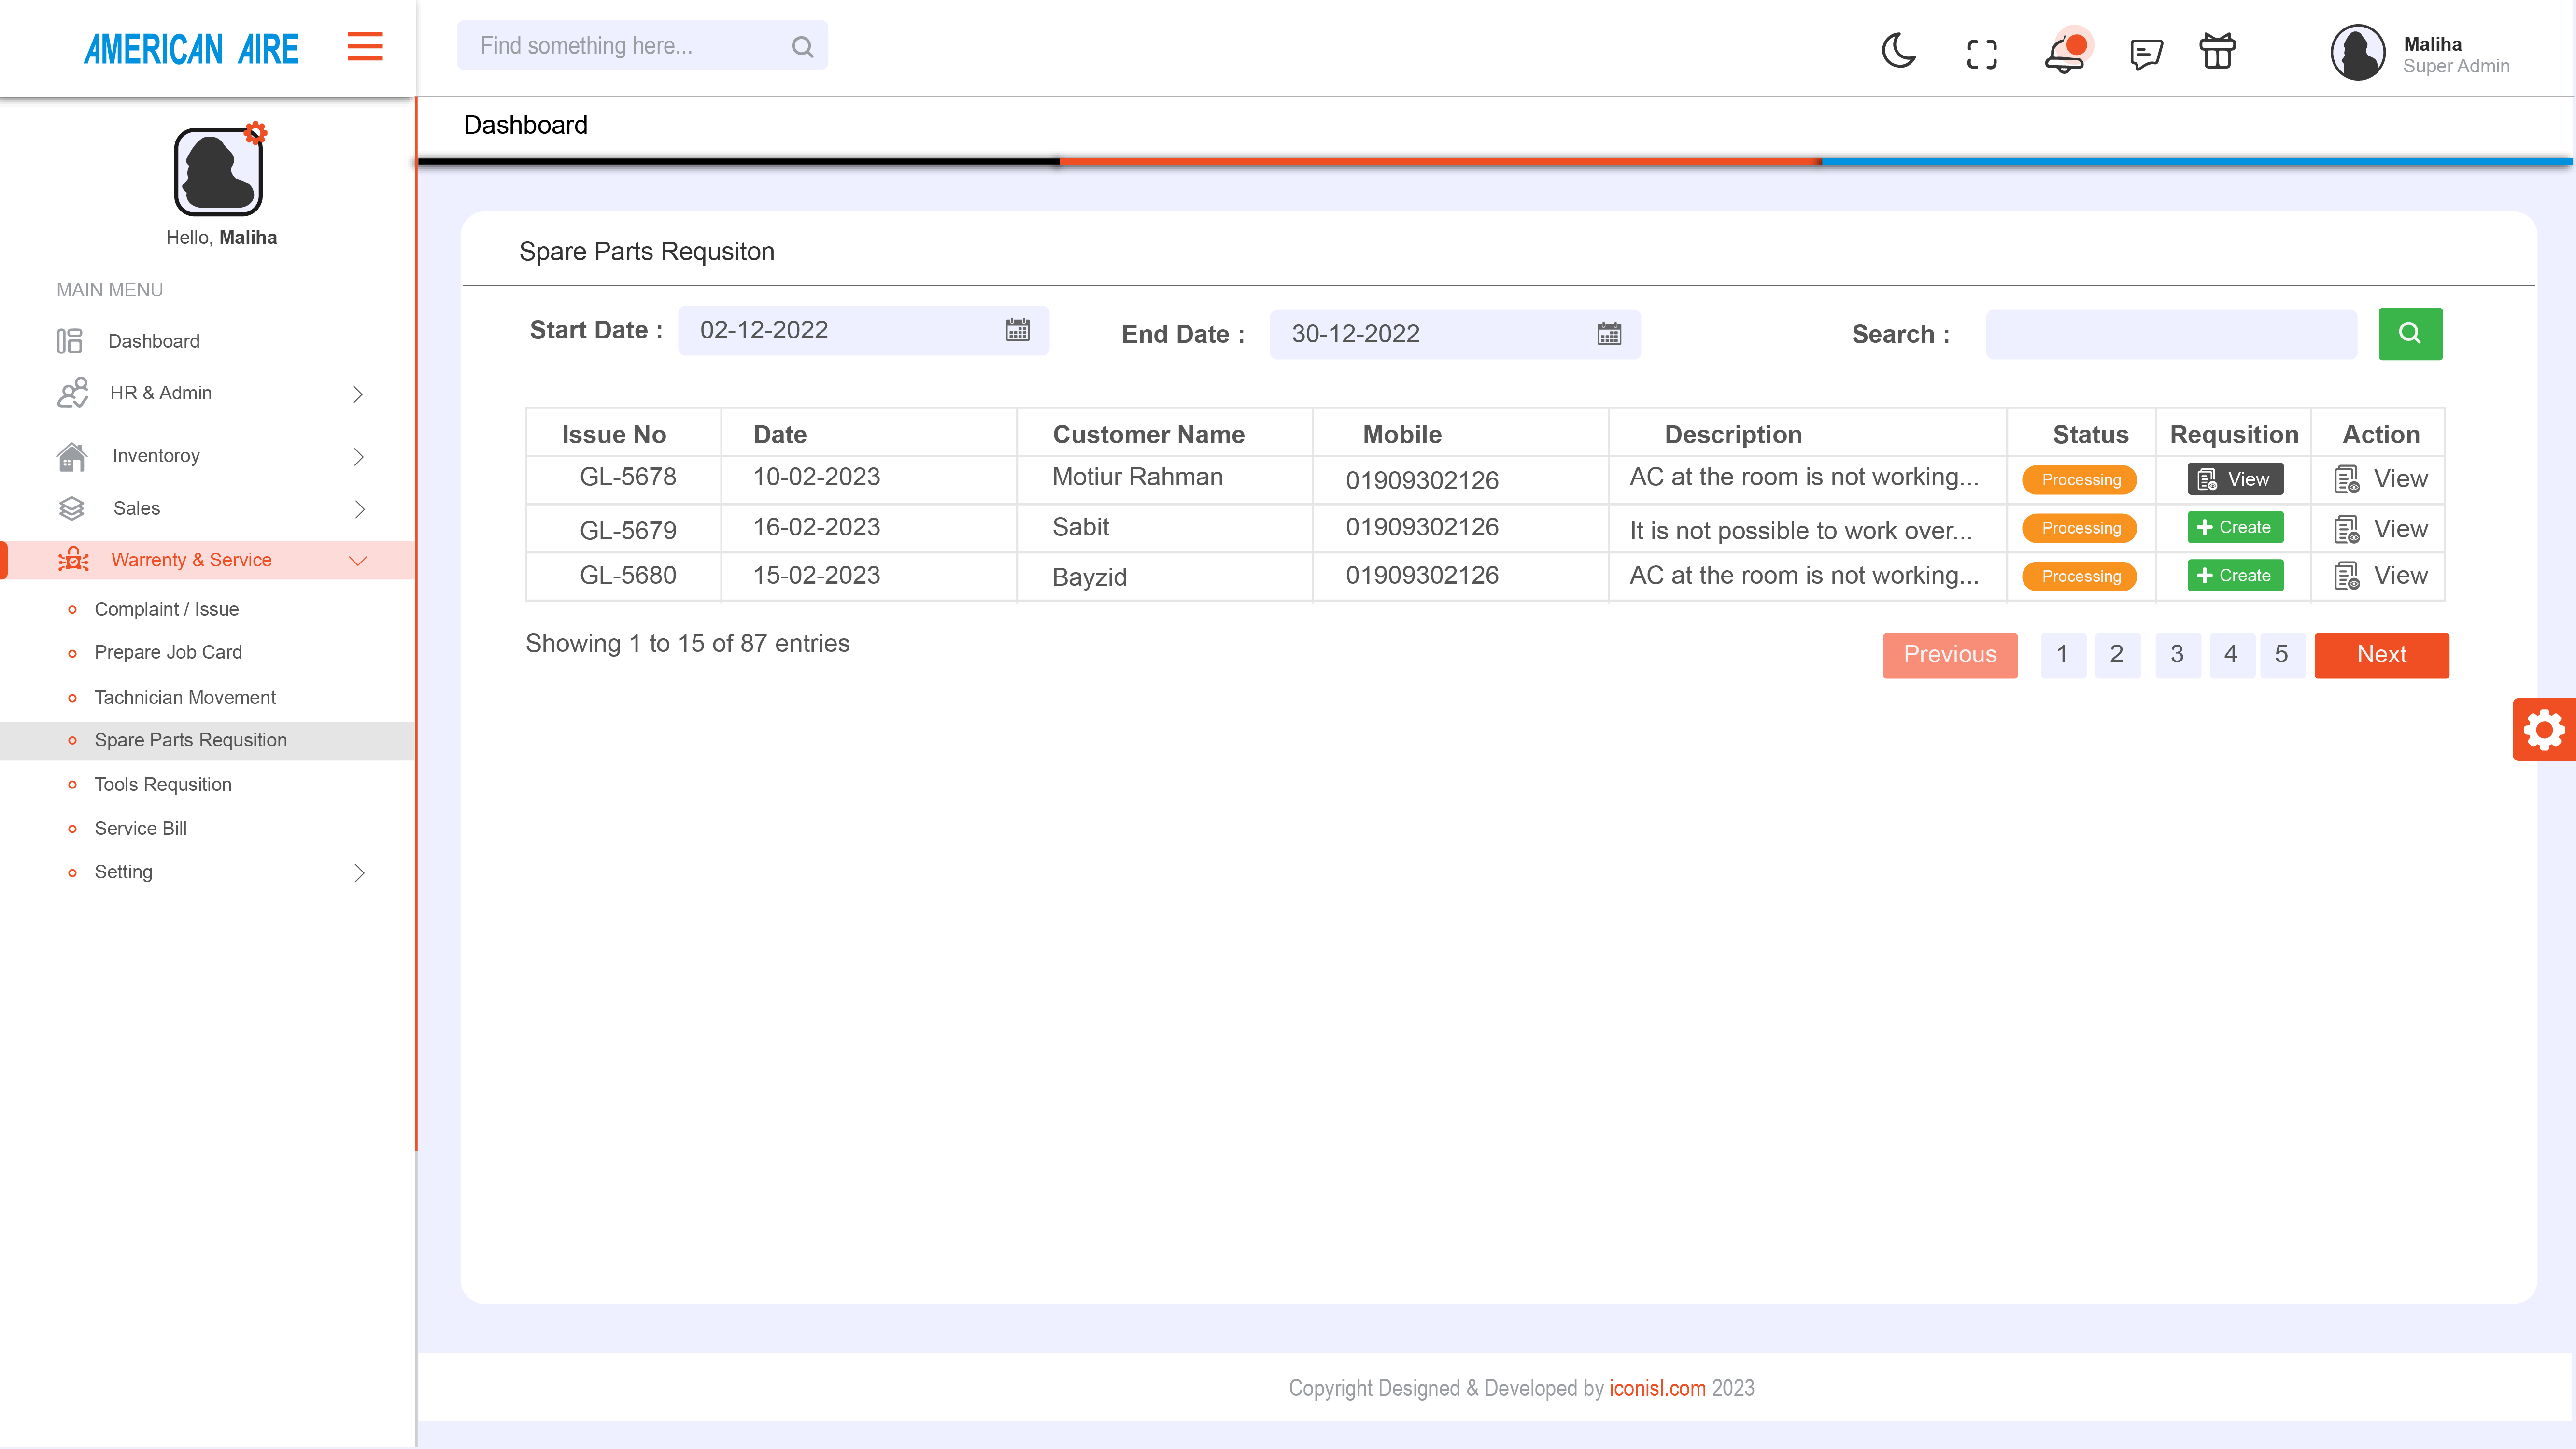 AMERICAN AIRE
Find something here...
Maliha
Super Admin
Dashboard
Hello, Maliha
MAIN MENU
Dashboard
HR & Admin
Inventoroy
Sales
Warrenty & Service
Complaint / Issue
Prepare Job Card
Tachnician Movement
Spare Parts Requsition
Tools Requsition
Service Bill
Setting
Spare Parts Requsiton
Start Date : 02-12-2022 End Date : 30-12-2022 Search :
Issue No Date Customer Name Mobile Description Status Requsition Action
GL-5678 10-02-2023 Motiur Rahman 01909302126 AC at the room is not working... Processing View View
GL-5679 16-02-2023 Sabit 01909302126 It is not possible to work over... Processing Create View
GL-5680 15-02-2023 Bayzid 01909302126 AC at the room is not working... Processing Create View
Showing 1 to 15 of 87 entries
Previous 1 2 3 4 5 Next
Copyright Designed & Developed by iconisl.com 2023